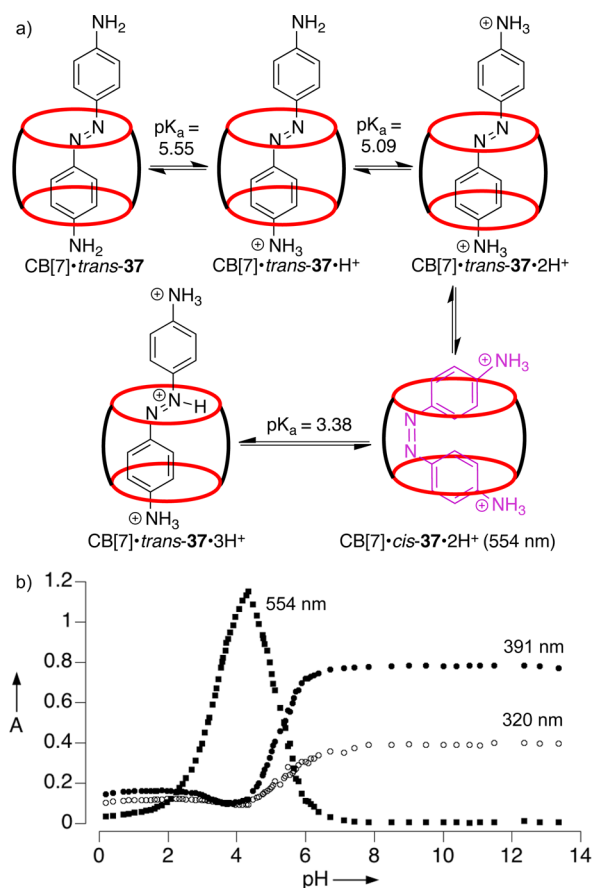 a)
NH2
NH2
⊕NH3
N
N
N
N
N
N
pKa =
5.55
pKa =
5.09
NH2
⊕NH3
⊕NH3
CB[7]•trans-37
CB[7]•trans-37•H+
CB[7]•trans-37•2H+
⊕NH3
⊕
N
N
H
⊕NH3
pKa = 3.38
⊕NH3
N
N
⊕NH3
CB[7]•trans-37•3H+
CB[7]•cis-37•2H+ (554 nm)
b)
1.2
1
0.8
0.6
0.4
0.2
0
A
554 nm
391 nm
320 nm
0 2 4 6 8 10 12 14
pH